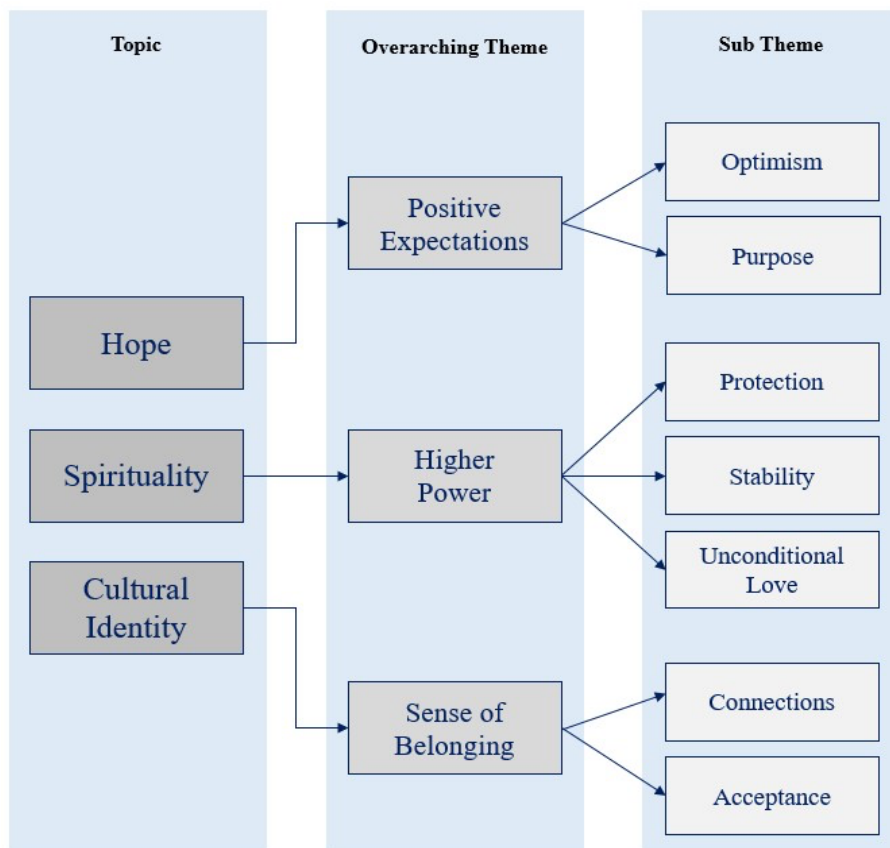 Topic
Overarching Theme
Sub Theme
Hope
Spirituality
Cultural
Identity
Positive
Expectations
Higher
Power
Sense of
Belonging
Optimism
Purpose
Protection
Stability
Unconditional
Love
Connections
Acceptance